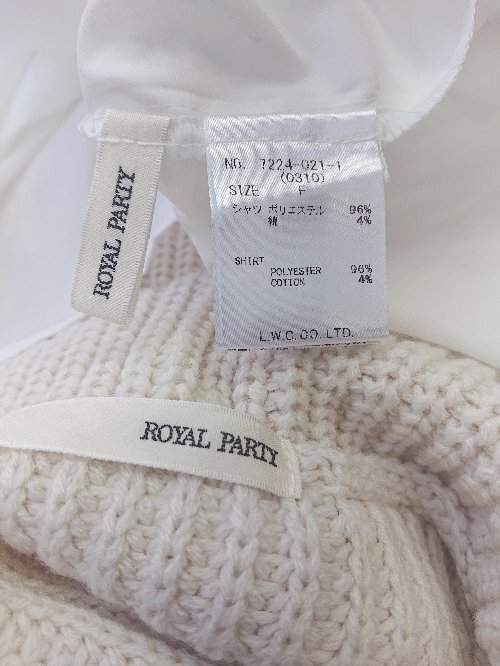 NO. 7224-021-1
(0310)
SIZE F
シャツ ポリエステル 96%
綿 4%
SHIRT
POLYESTER 96%
COTTON 4%
L.W.C.CO.,LTD.
ROYAL PARTY
ROYAL PARTY